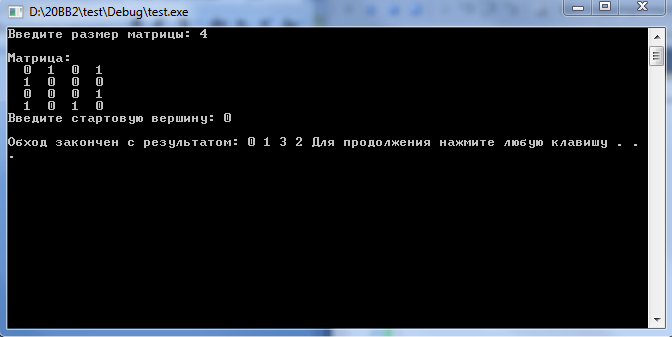 D:\20BB2\test\Debug\test.exe
Введите размер матрицы: 4
Матрица:
0 1 0 1
1 0 0 0
0 0 0 1
1 0 1 0
Введите стартовую вершину: 0
Обход закончен с результатом: 0 1 3 2 Для продолжения нажмите любую клавишу . .
.